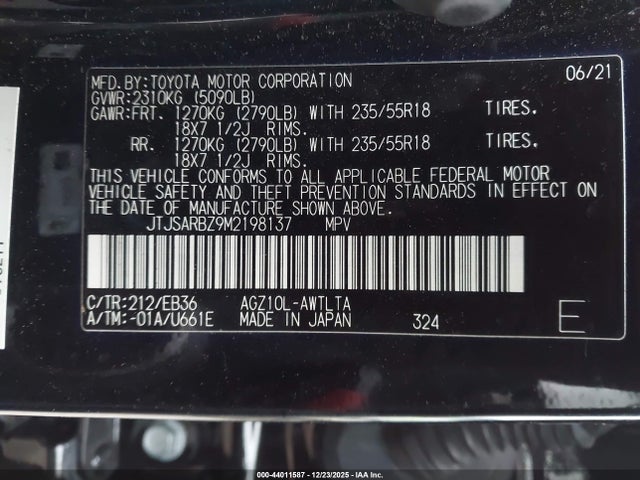 MFD.BY:TOYOTA MOTOR CORPORATION 06/21
GVWR:2310KG (5090LB)
GAWR:FRT. 1270KG (2790LB) WITH 235/55R18 TIRES.
18X7 1/2J RIMS.
RR. 1270KG (2790LB) WITH 235/55R18 TIRES.
18X7 1/2J RIMS.
THIS VEHICLE CONFORMS TO ALL APPLICABLE FEDERAL MOTOR
VEHICLE SAFETY AND THEFT PREVENTION STANDARDS IN EFFECT ON
THE DATE OF MANUFACTURE SHOWN ABOVE.
JTJSARBZ9M2198137 MPV
C/TR:212/EB36 AGZ10L-AWTLTA
A/TM:-01A/U661E MADE IN JAPAN 324 E
000-44011587 - 12/23/2025 - IAA Inc.